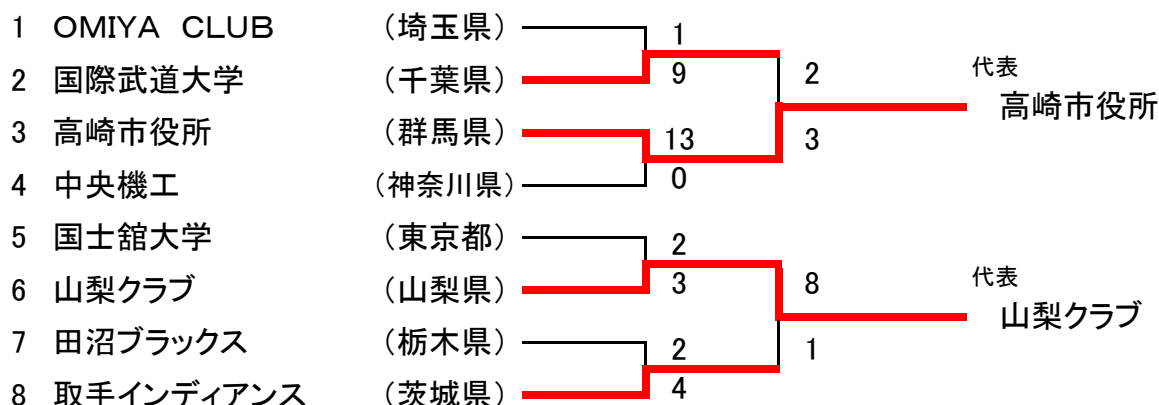 1 OMIYA CLUB (埼玉県)
1
2 国際武道大学 (千葉県)
9
2
代表
高崎市役所
3 高崎市役所 (群馬県)
13
3
4 中央機工 (神奈川県)
0
5 国士舘大学 (東京都)
2
6 山梨クラブ (山梨県)
3
8
代表
山梨クラブ
7 田沼ブラックス (栃木県)
2
1
8 取手インディアンス (茨城県)
4